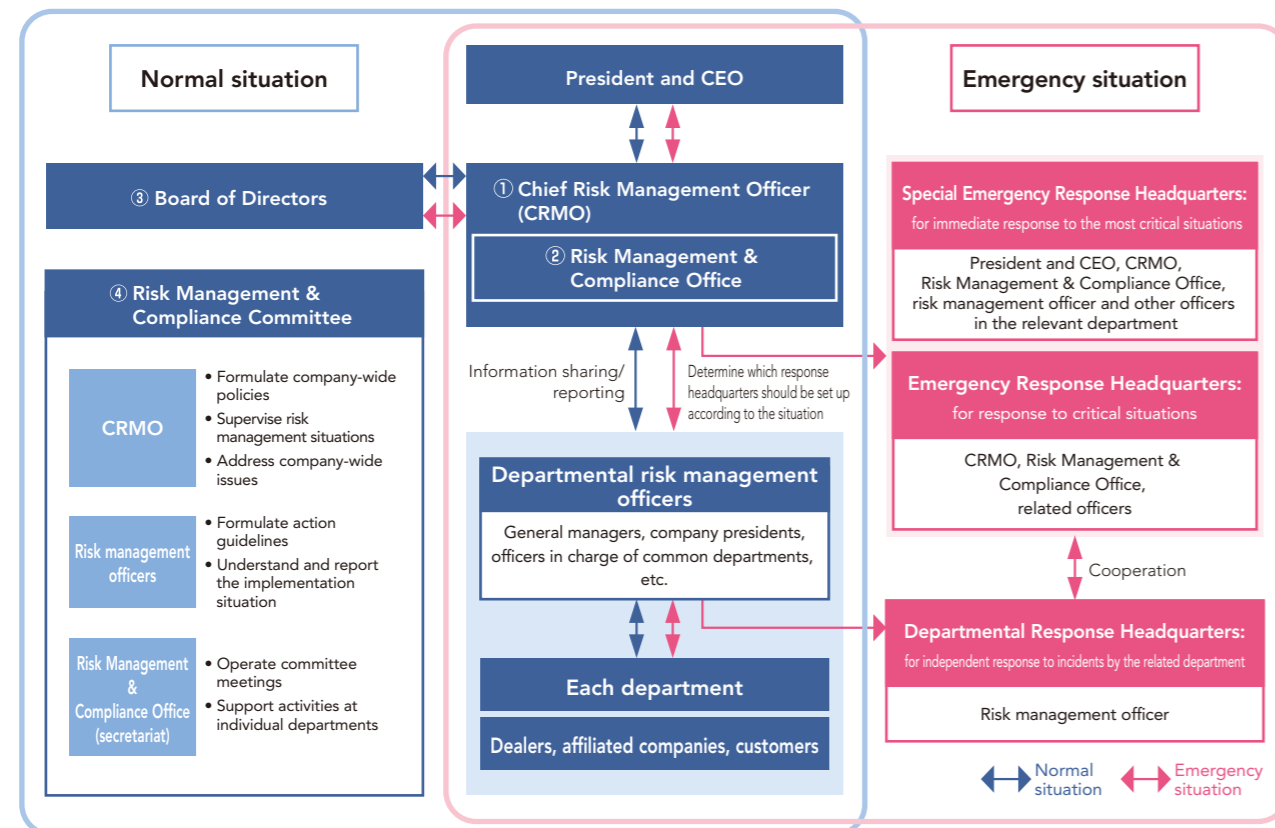 Normal situation
President and CEO
Emergency situation
③ Board of Directors
① Chief Risk Management Officer
(CRMO)
② Risk Management &
Compliance Office
④ Risk Management &
Compliance Committee
CRMO
• Formulate company-wide
policies
• Supervise risk
management situations
• Address company-wide
issues
Risk management
officers
• Formulate action
guidelines
• Understand and report
the implementation
situation
Risk Management
&
Compliance Office
(secretariat)
• Operate committee
meetings
• Support activities at
individual departments
Information sharing/
reporting
Determine which response
headquarters should be set up
according to the situation
Departmental risk management
officers
General managers, company presidents,
officers in charge of common departments,
etc.
Each department
Dealers, affiliated companies, customers
Special Emergency Response Headquarters:
for immediate response to the most critical situations
President and CEO, CRMO,
Risk Management & Compliance Office,
risk management officer and other officers
in the relevant department
Emergency Response Headquarters:
for response to critical situations
CRMO, Risk Management &
Compliance Office,
related officers
Cooperation
Departmental Response Headquarters:
for independent response to incidents by the related department
Risk management officer
Normal
situation
Emergency
situation